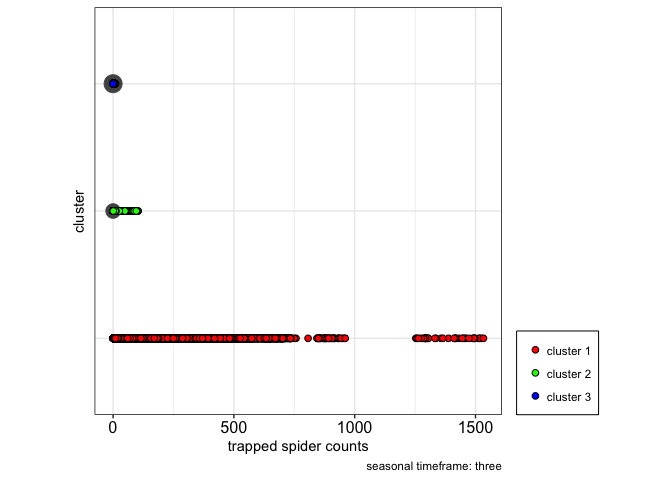 cluster
0 500 1000 1500
trapped spider counts
seasonal timeframe: three
cluster 1
cluster 2
cluster 3